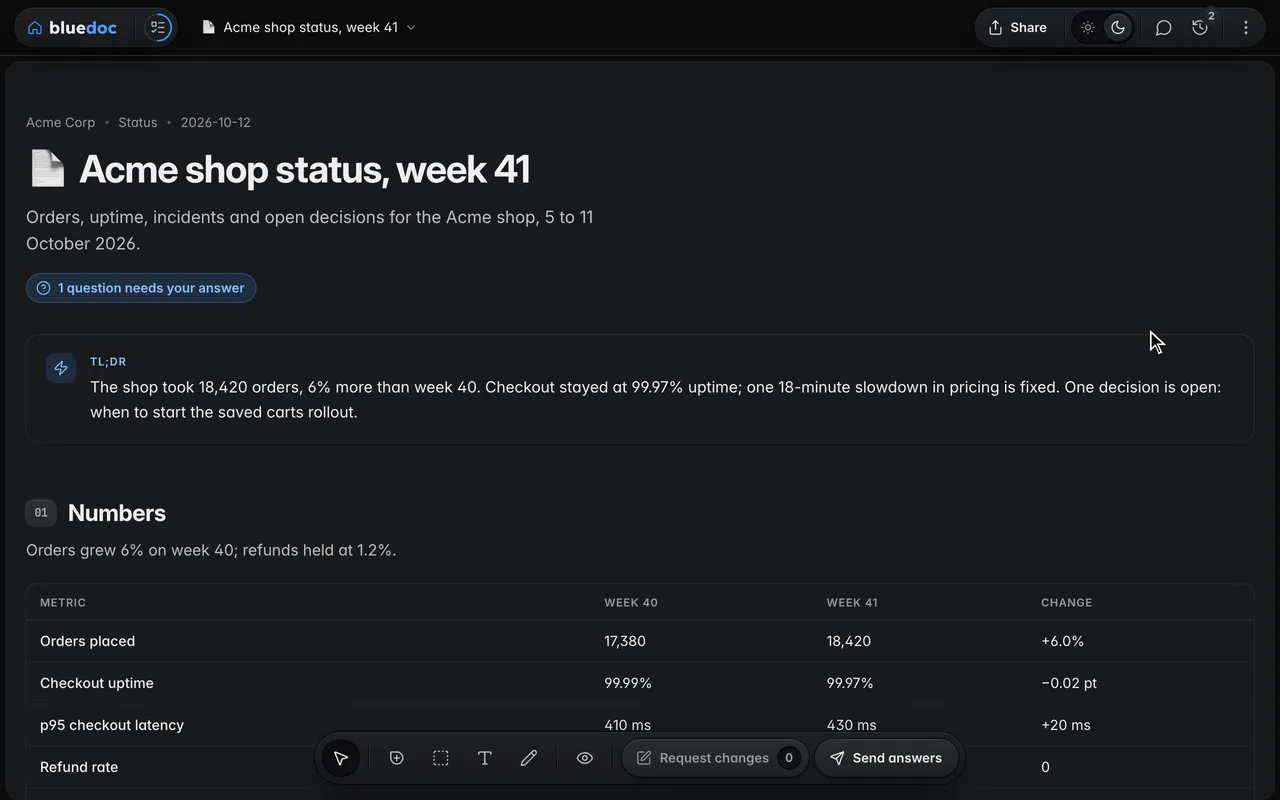 bluedoc
Acme shop status, week 41
Share
2
Acme Corp • Status • 2026-10-12
Acme shop status, week 41
Orders, uptime, incidents and open decisions for the Acme shop, 5 to 11
October 2026.
1 question needs your answer
TL;DR
The shop took 18,420 orders, 6% more than week 40. Checkout stayed at 99.97% uptime; one 18-minute slowdown in pricing is fixed. One decision is open:
when to start the saved carts rollout.
01 Numbers
Orders grew 6% on week 40; refunds held at 1.2%.
METRIC WEEK 40 WEEK 41 CHANGE
Orders placed 17,380 18,420 +6.0%
Checkout uptime 99.99% 99.97% −0.02 pt
p95 checkout latency 410 ms 430 ms +20 ms
Refund rate 0
Request changes 0 Send answers